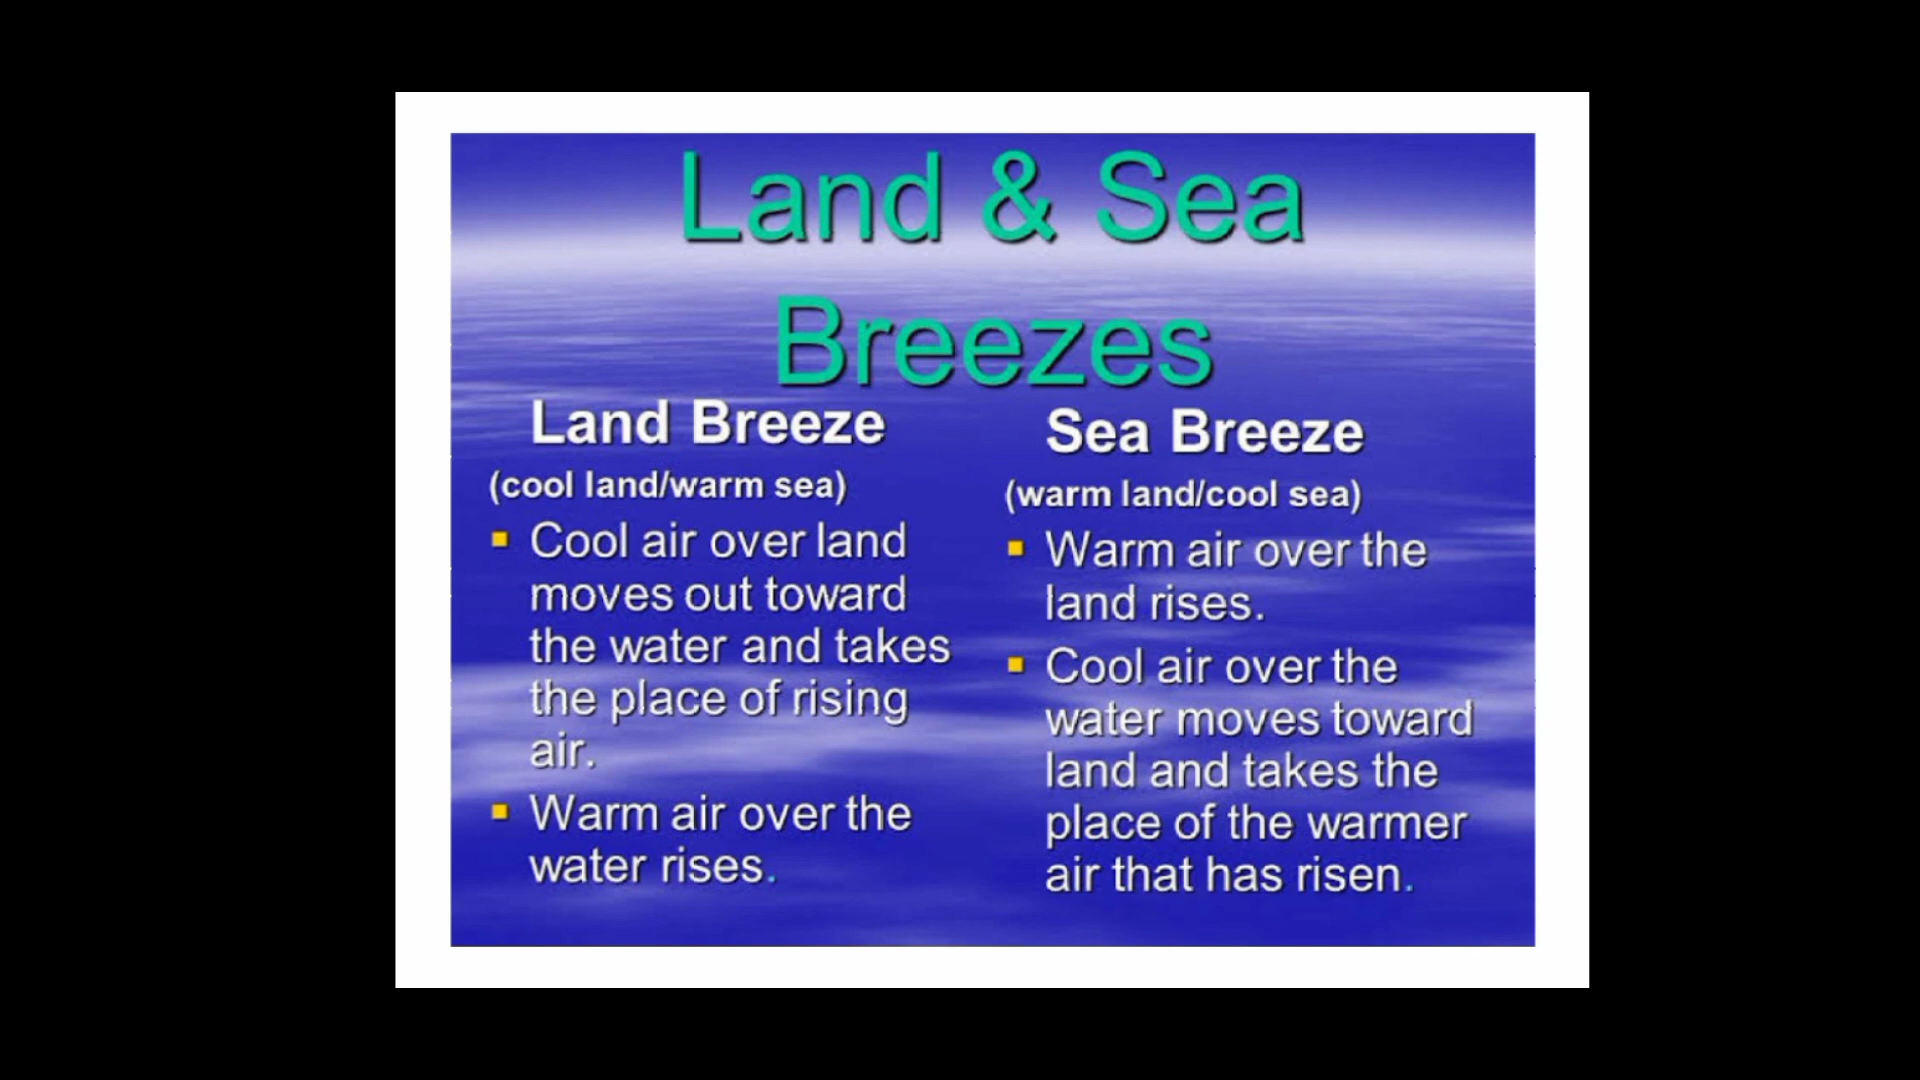 Land & Sea
Breezes
Land Breeze
(cool land/warm sea)
Cool air over land
moves out toward
the water and takes
the place of rising
air.
Warm air over the
water rises.
Sea Breeze
(warm land/cool sea)
Warm air over the
land rises.
Cool air over the
water moves toward
land and takes the
place of the warmer
air that has risen.